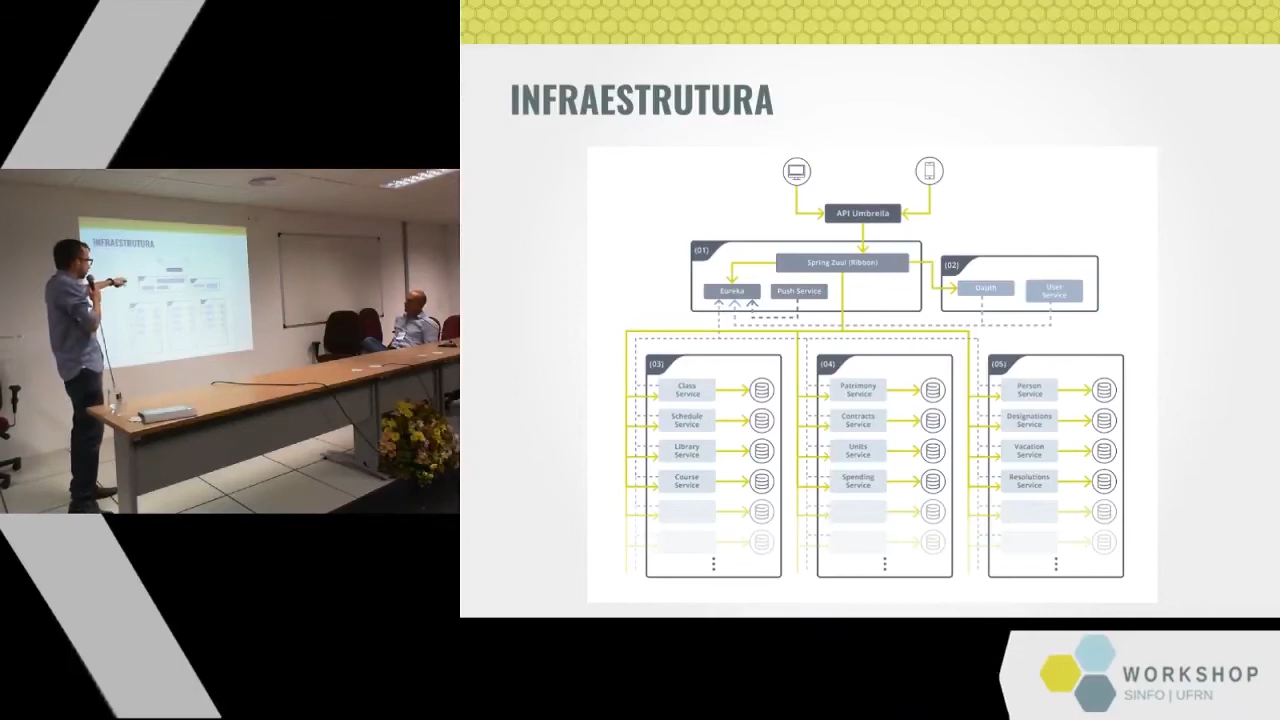 INFRAESTRUTURA
INFRAESTRUTURA
API Umbrella
(01)
Spring Zuul (Ribbon)
Eureka
Push Service
(02)
Oauth
User
Service
(03)
Class
Service
Schedule
Service
Library
Service
Course
Service
(04)
Patrimony
Service
Contracts
Service
Units
Service
Spending
Service
(05)
Person
Service
Designations
Service
Vacation
Service
Resolutions
Service
WORKSHOP
SINFO | UFRN